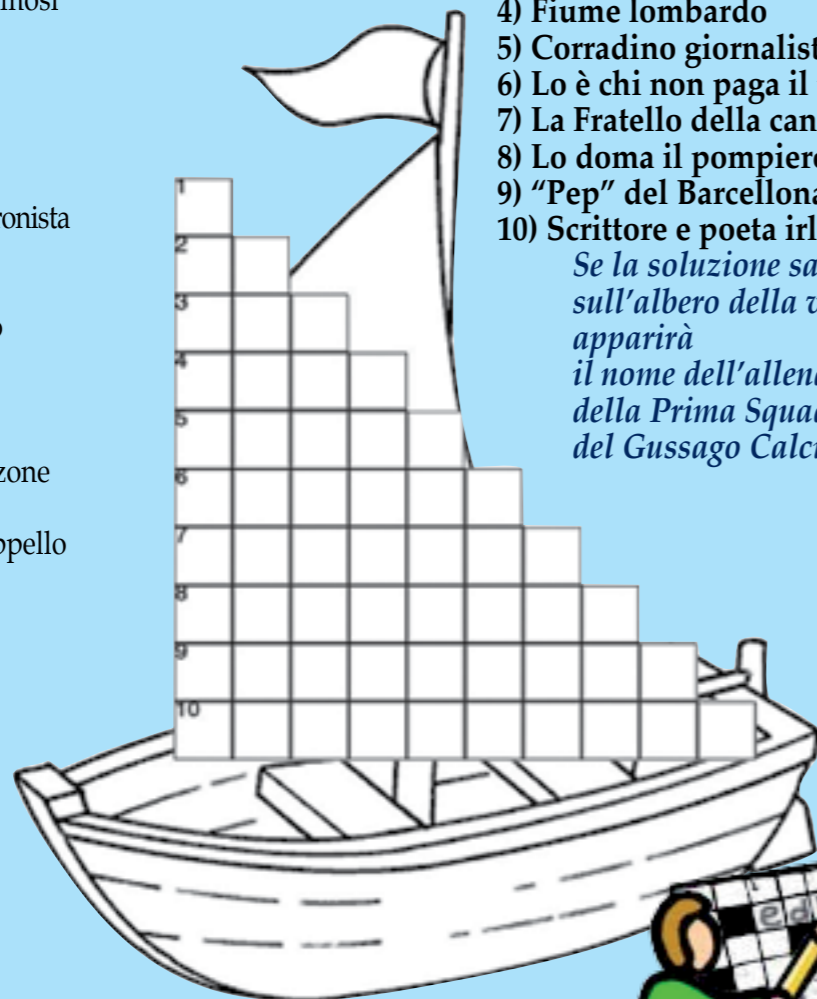 4) Fiume lombardo
5) Corradino giornalist
6) Lo è chi non paga il
7) La Fratello della can
8) Lo doma il pompiere
9) “Pep” del Barcellona
10) Scrittore e poeta irl
Se la soluzione sa
sull’albero della v
apparirà
il nome dell’allena
della Prima Squa
del Gussago Calci
ronista
o
zone
ppello
1
2
3
4
5
6
7
8
9
10
e d